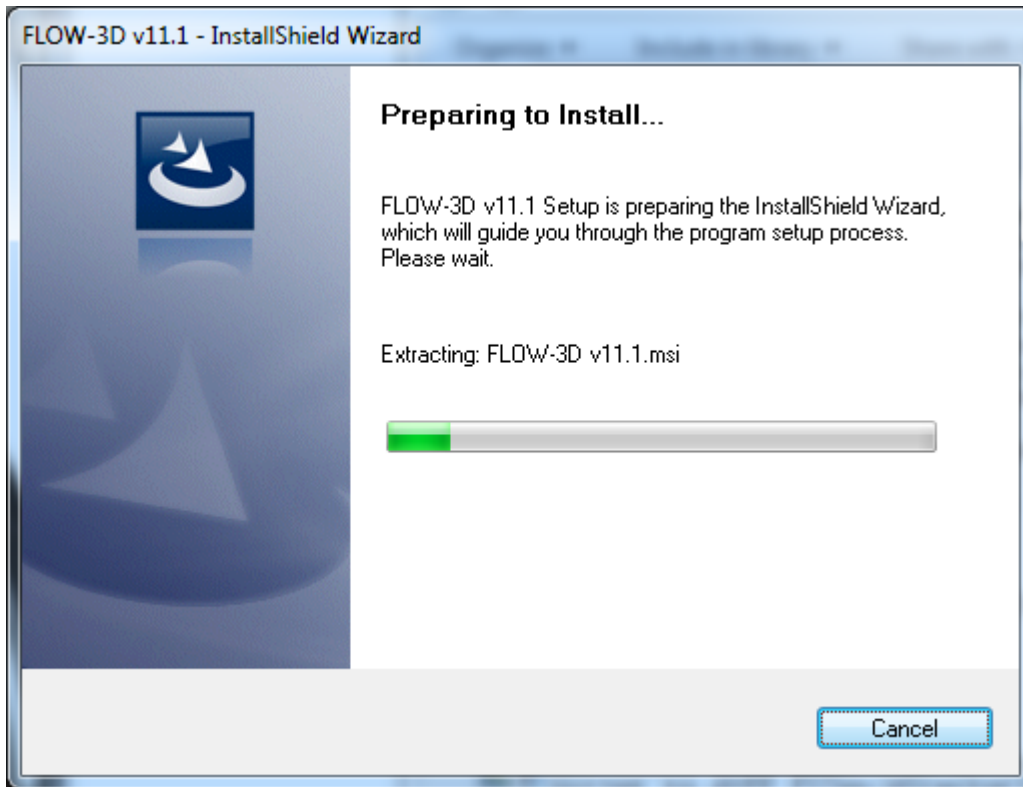 FLOW-3D v11.1 - InstallShield Wizard
Preparing to Install...
FLOW-3D v11.1 Setup is preparing the InstallShield Wizard,
which will guide you through the program setup process.
Please wait.
Extracting: FLOW-3D v11.1.msi
Cancel